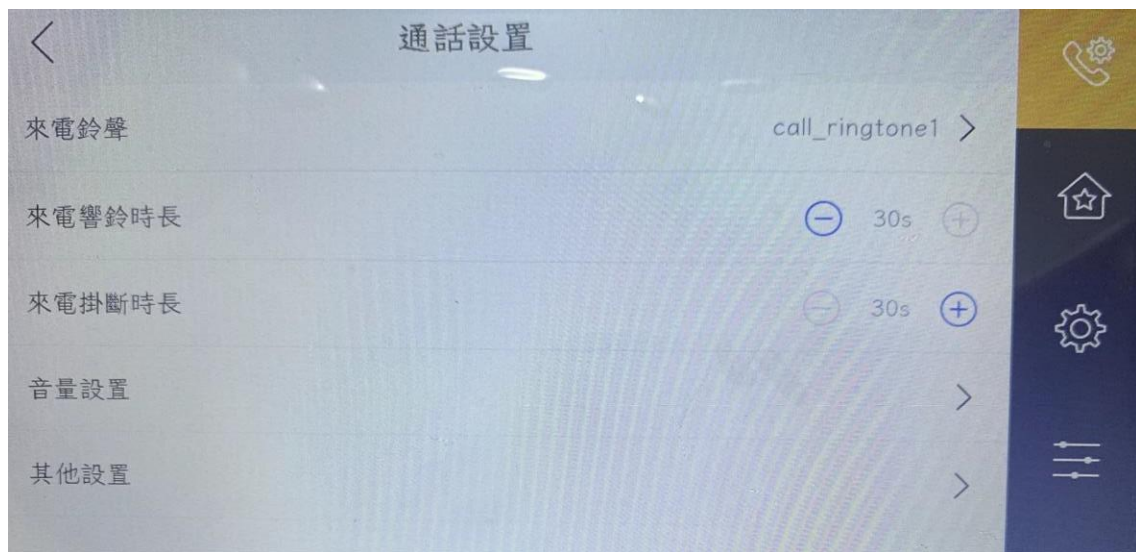 通話設置
來電鈴聲 call_ringtone1
來電響鈴時長 30s
來電掛斷時長 30s
音量設置
其他設置